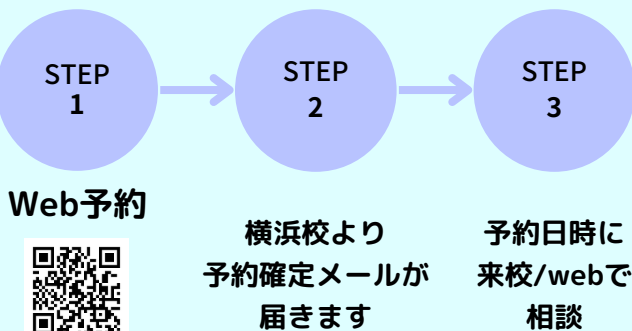 STEP
1
STEP
2
STEP
3
Web予約
横浜校より
予約確定メールが
届きます
予約日時に
来校/webで
相談